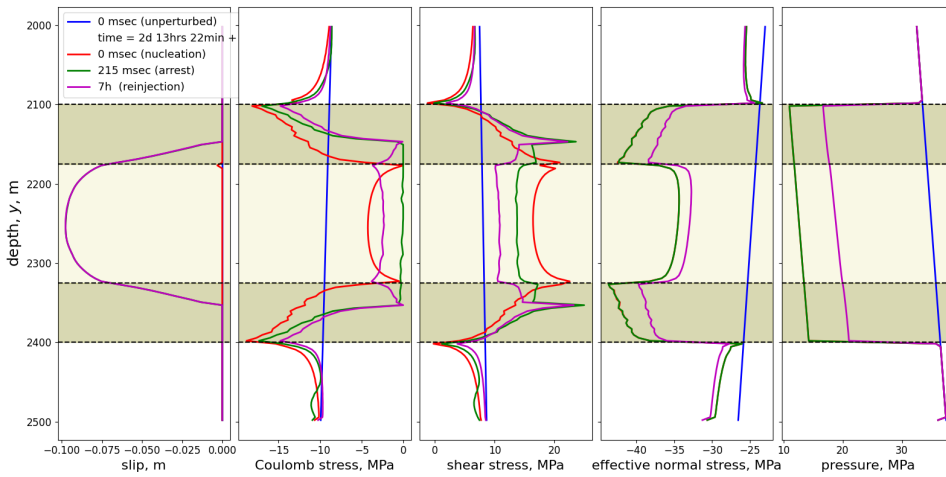 0 msec (unperturbed)
time = 2d 13hrs 22min +
0 msec (nucleation)
215 msec (arrest)
7h (reinjection)
depth, y, m
2000
2100
2200
2300
2400
2500
−0.100 −0.075 −0.050 −0.025 0.000
slip, m
−15 −10 −5 0
Coulomb stress, MPa
0 10 20
shear stress, MPa
−40 −35 −30 −25
effective normal stress, MPa
10 20 30
pressure, MPa